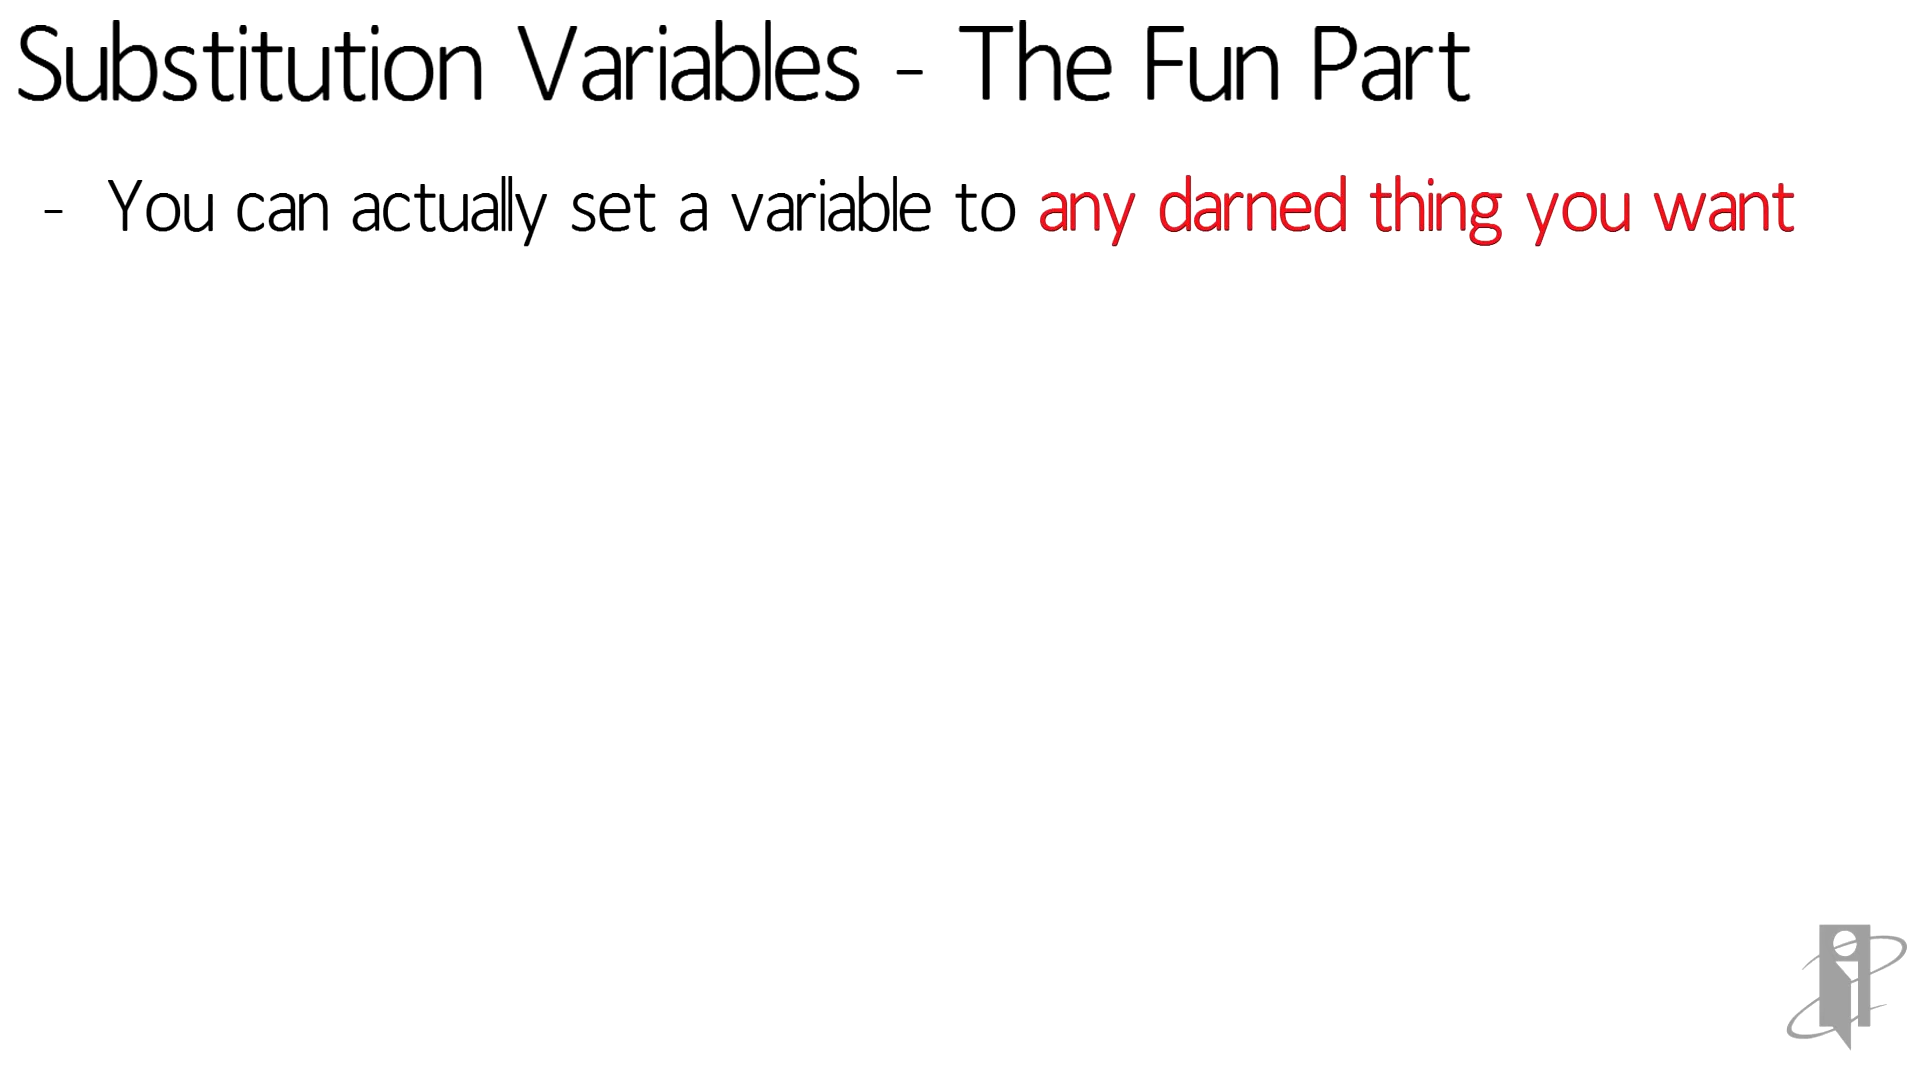 Substitution Variables - The Fun Part
- You can actually set a variable to any darned thing you want